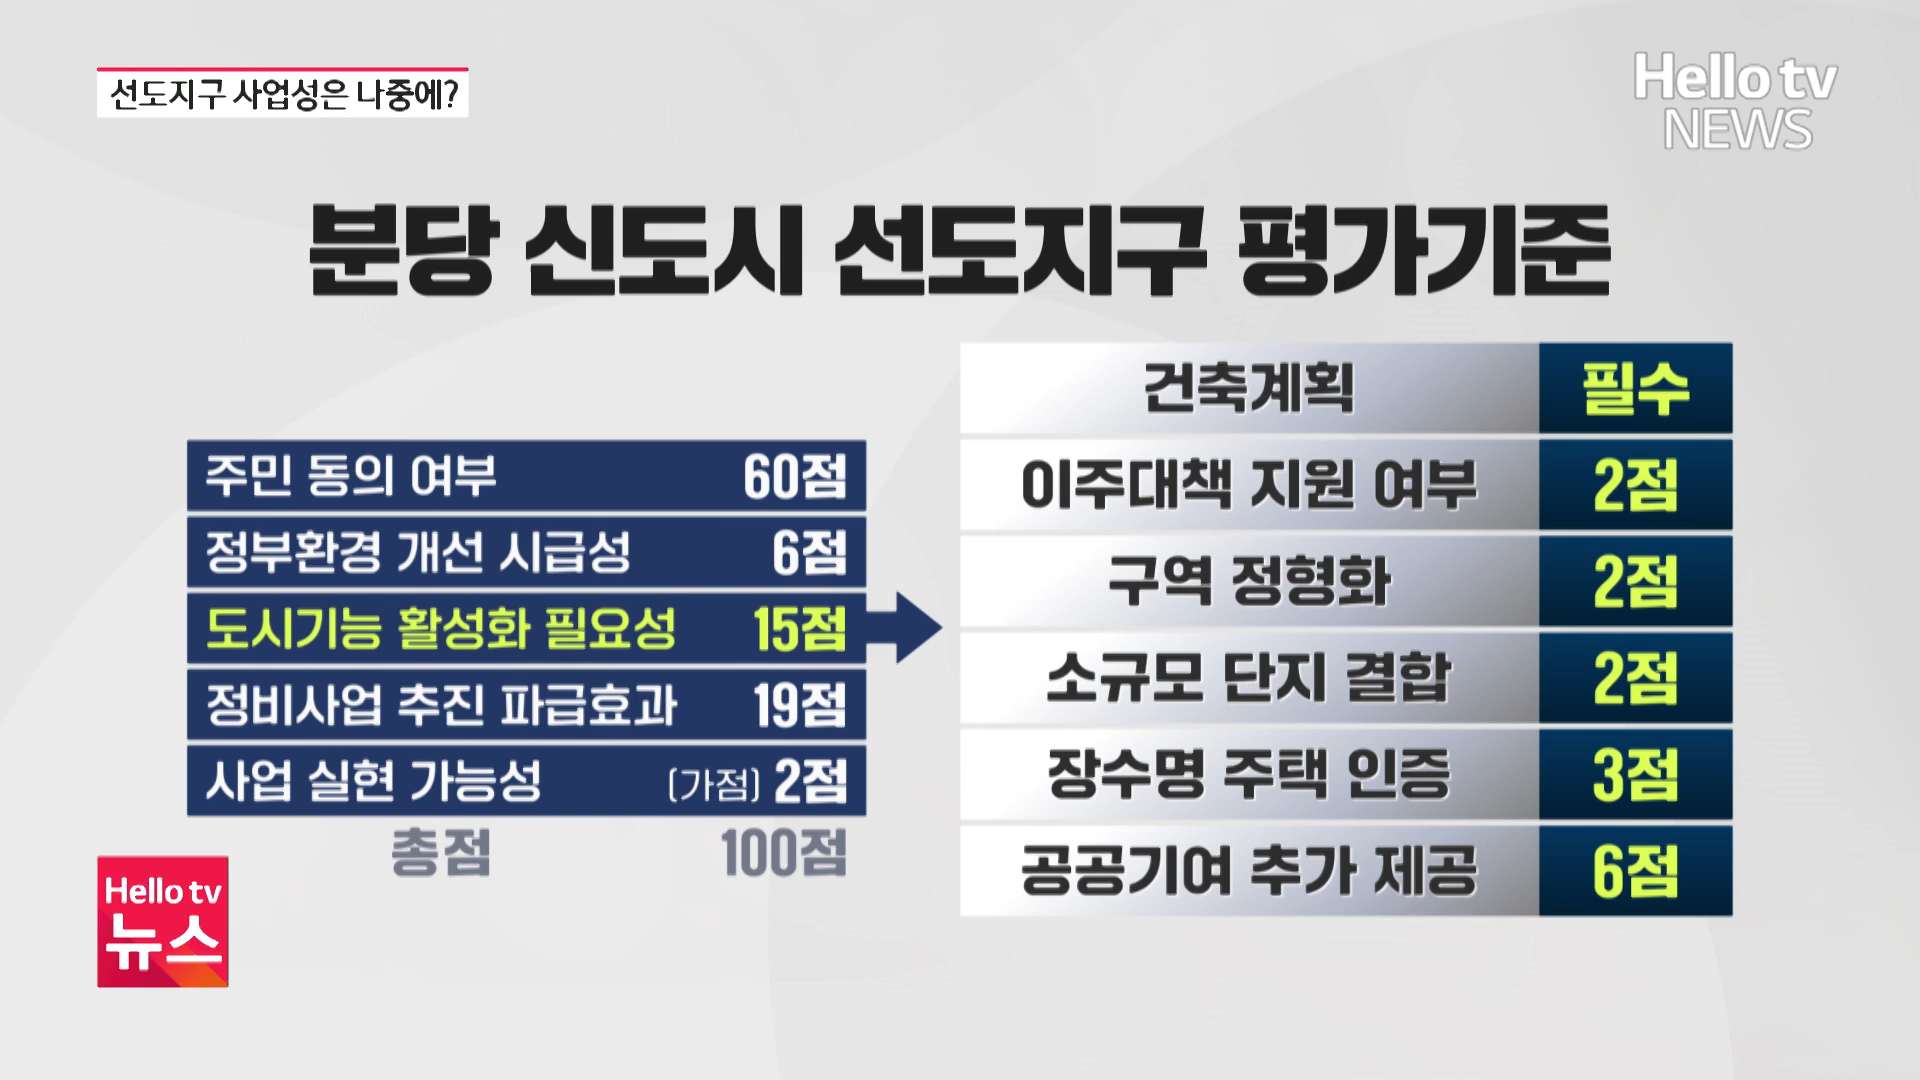 선도지구 사업성은 나중에?
Hello tv
NEWS
분당 신도시 선도지구 평가기준
주민 동의 여부 60점
정부환경 개선 시급성 6점
도시기능 활성화 필요성 15점
정비사업 추진 파급효과 19점
사업 실현 가능성 (가점) 2점
총점 100점
건축계획 필수
이주대책 지원 여부 2점
구역 정형화 2점
소규모 단지 결합 2점
장수명 주택 인증 3점
공공기여 추가 제공 6점
Hello tv
뉴스